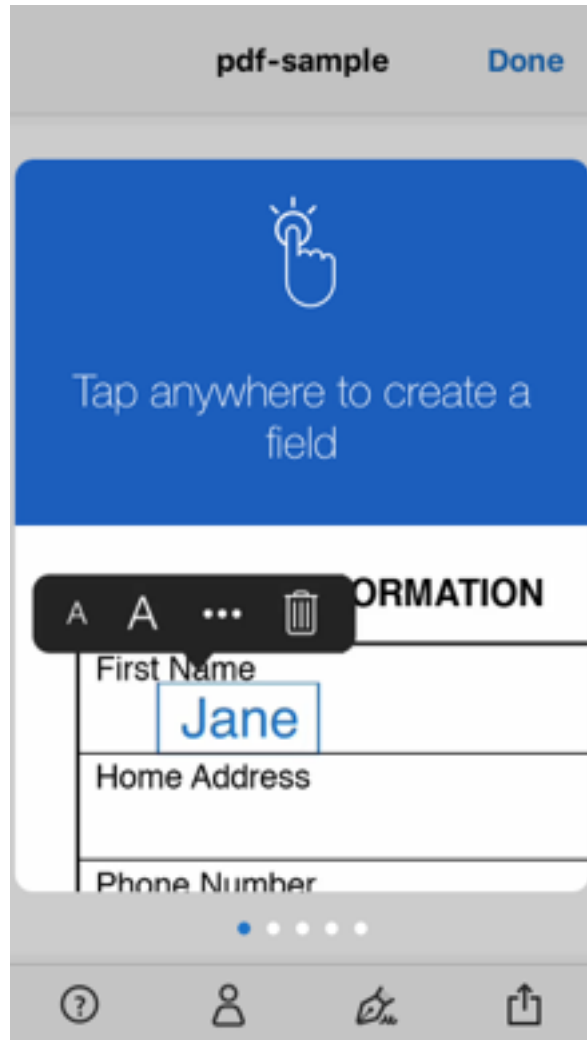 pdf-sample Done
Tap anywhere to create a
field
ORMATION
A A •••
First Name
Jane
Home Address
Phone Number
?